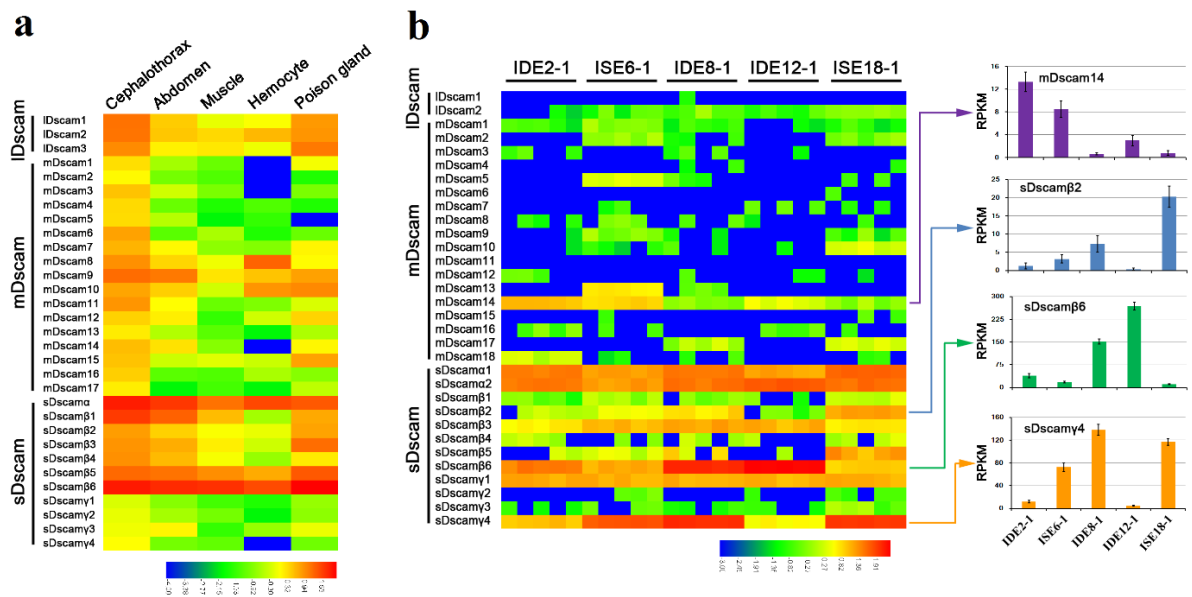 a
Cephalothorax
Abdomen
Muscle
Hemocyte
Poison gland
lDscam
lDscam1
lDscam2
lDscam3
mDscam
mDscam1
mDscam2
mDscam3
mDscam4
mDscam5
mDscam6
mDscam7
mDscam8
mDscam9
mDscam10
mDscam11
mDscam12
mDscam13
mDscam14
mDscam15
mDscam16
mDscam17
sDscam
sDscamα
sDscamβ1
sDscamβ2
sDscamβ3
sDscamβ4
sDscamβ5
sDscamβ6
sDscamγ1
sDscamγ2
sDscamγ3
sDscamγ4
b
IDE2-1 ISE6-1 IDE8-1 IDE12-1 ISE18-1
lDscam
lDscam1
lDscam2
mDscam
mDscam1
mDscam2
mDscam3
mDscam4
mDscam5
mDscam6
mDscam7
mDscam8
mDscam9
mDscam10
mDscam11
mDscam12
mDscam13
mDscam14
mDscam15
mDscam16
mDscam17
mDscam18
sDscam
sDscamα1
sDscamα2
sDscamβ1
sDscamβ2
sDscamβ3
sDscamβ4
sDscamβ5
sDscamβ6
sDscamγ1
sDscamγ2
sDscamγ3
sDscamγ4
mDscam14
RPKM
16
12
8
4
0
sDscamβ2
RPKM
25
20
15
10
5
0
sDscamβ6
RPKM
300
225
150
75
0
sDscamγ4
RPKM
160
120
80
40
0
IDE2-1
ISE6-1
IDE8-1
IDE12-1
ISE18-1